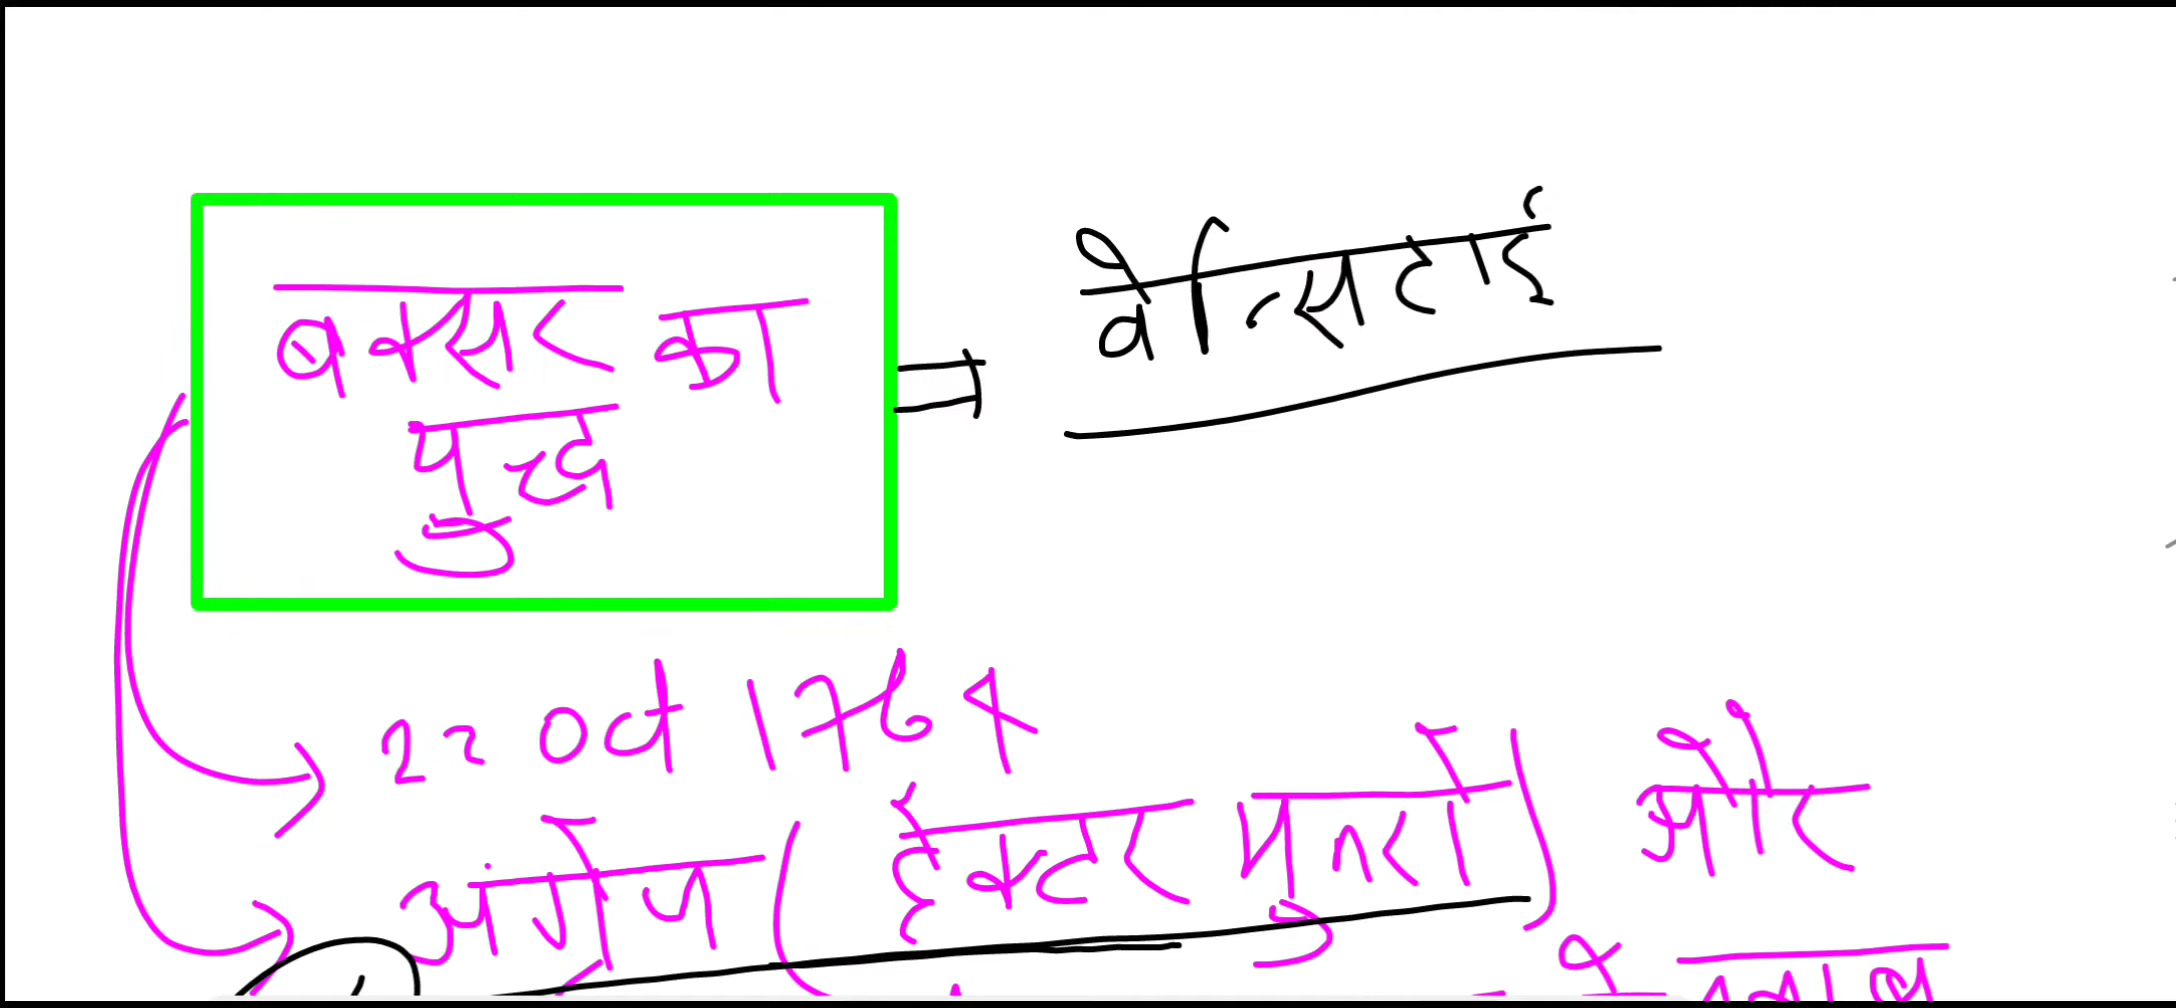 बक्सर का
युद्ध
वेन्सिटार्ट
22 Oct 1764
अंग्रेज (हेक्टर मुनरो) और